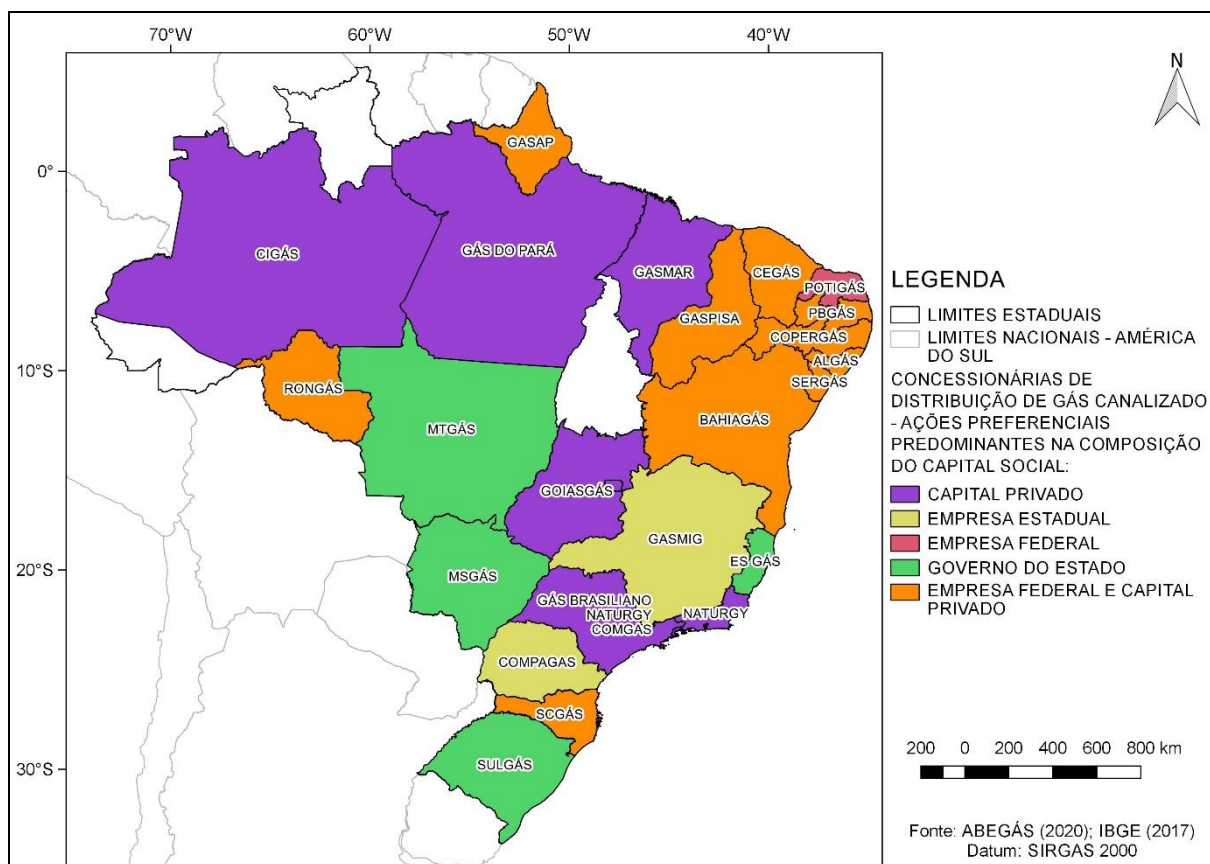 70°W
60°W
50°W
40°W
N
0°
10°S
20°S
30°S
GASAP
CIGÁS
GÁS DO PARÁ
GASMAR
CEGÁS
POTIGÁS
PBGÁS
GASPISA
COPERGÁS
ALGÁS
SERGÁS
RONGÁS
BAHIAGÁS
MTGÁS
GOIASGÁS
GASMIG
ES GÁS
MSGÁS
GÁS BRASILIANO
NATURGY
COMGÁS
NATURGY
COMPAGAS
SCGÁS
SULGÁS
LEGENDA
LIMITES ESTADUAIS
LIMITES NACIONAIS - AMÉRICA
DO SUL
CONCESSIONÁRIAS DE
DISTRIBUIÇÃO DE GÁS CANALIZADO
- AÇÕES PREFERENCIAIS
PREDOMINANTES NA COMPOSIÇÃO
DO CAPITAL SOCIAL:
CAPITAL PRIVADO
EMPRESA ESTADUAL
EMPRESA FEDERAL
GOVERNO DO ESTADO
EMPRESA FEDERAL E CAPITAL
PRIVADO
200 0 200 400 600 800 km
Fonte: ABEGÁS (2020); IBGE (2017)
Datum: SIRGAS 2000